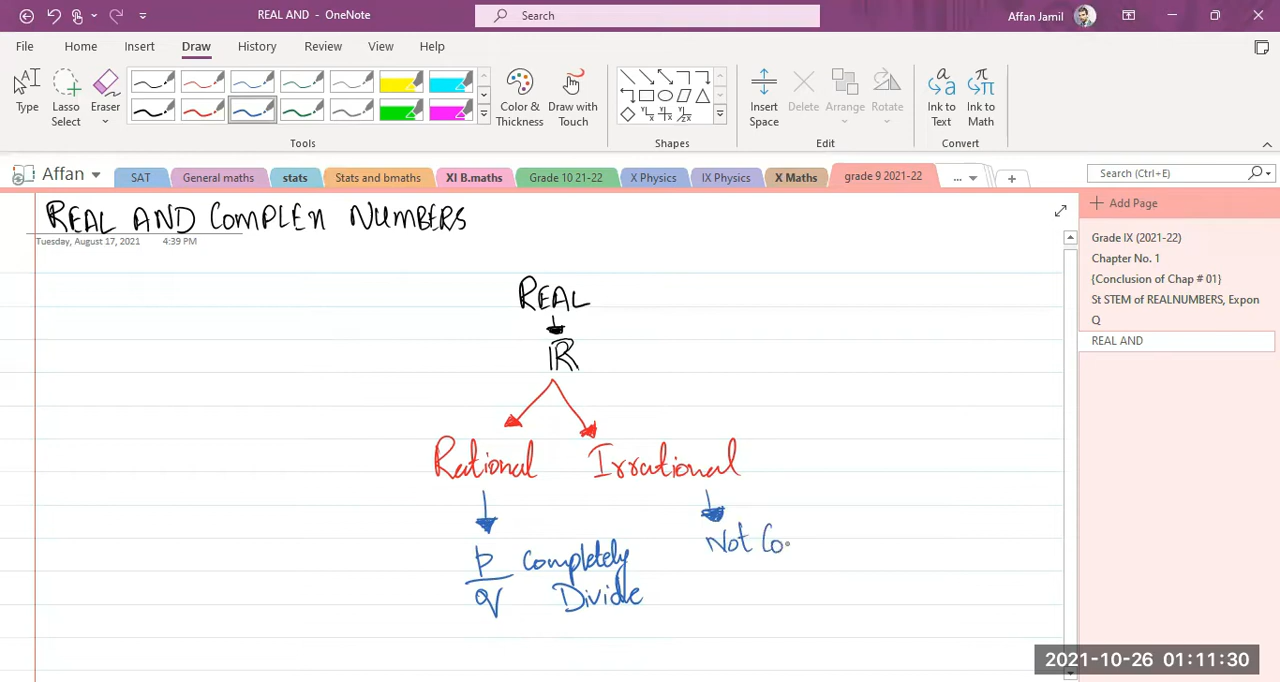 REAL AND - OneNote
Search
Affan Jamil
File Home Insert Draw History Review View Help
Type
Lasso Select
Eraser
Color & Thickness
Draw with Touch
Insert Space
Delete
Arrange
Rotate
Ink to Text
Ink to Math
Tools
Shapes
Edit
Convert
Affan
SAT
General maths
stats
Stats and bmaths
XI B.maths
Grade 10 21-22
X Physics
IX Physics
X Maths
grade 9 2021-22
...
Search (Ctrl+E)
REAL AND COMPLEX NUMBERS
Tuesday, August 17, 2021 4:39 PM
Add Page
Grade IX (2021-22)
Chapter No. 1
{Conclusion of Chap # 01}
St STEM of REALNUMBERS, Expon
Q
REAL AND
REAL
IR
Rational Irrational
Not Co
p Completely
q Divide
2021-10-26 01:11:30